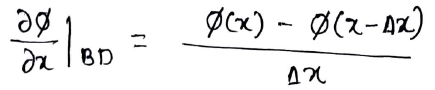 ∂ø/∂x |BD = (ø(x) - ø(x-Δx))/Δx